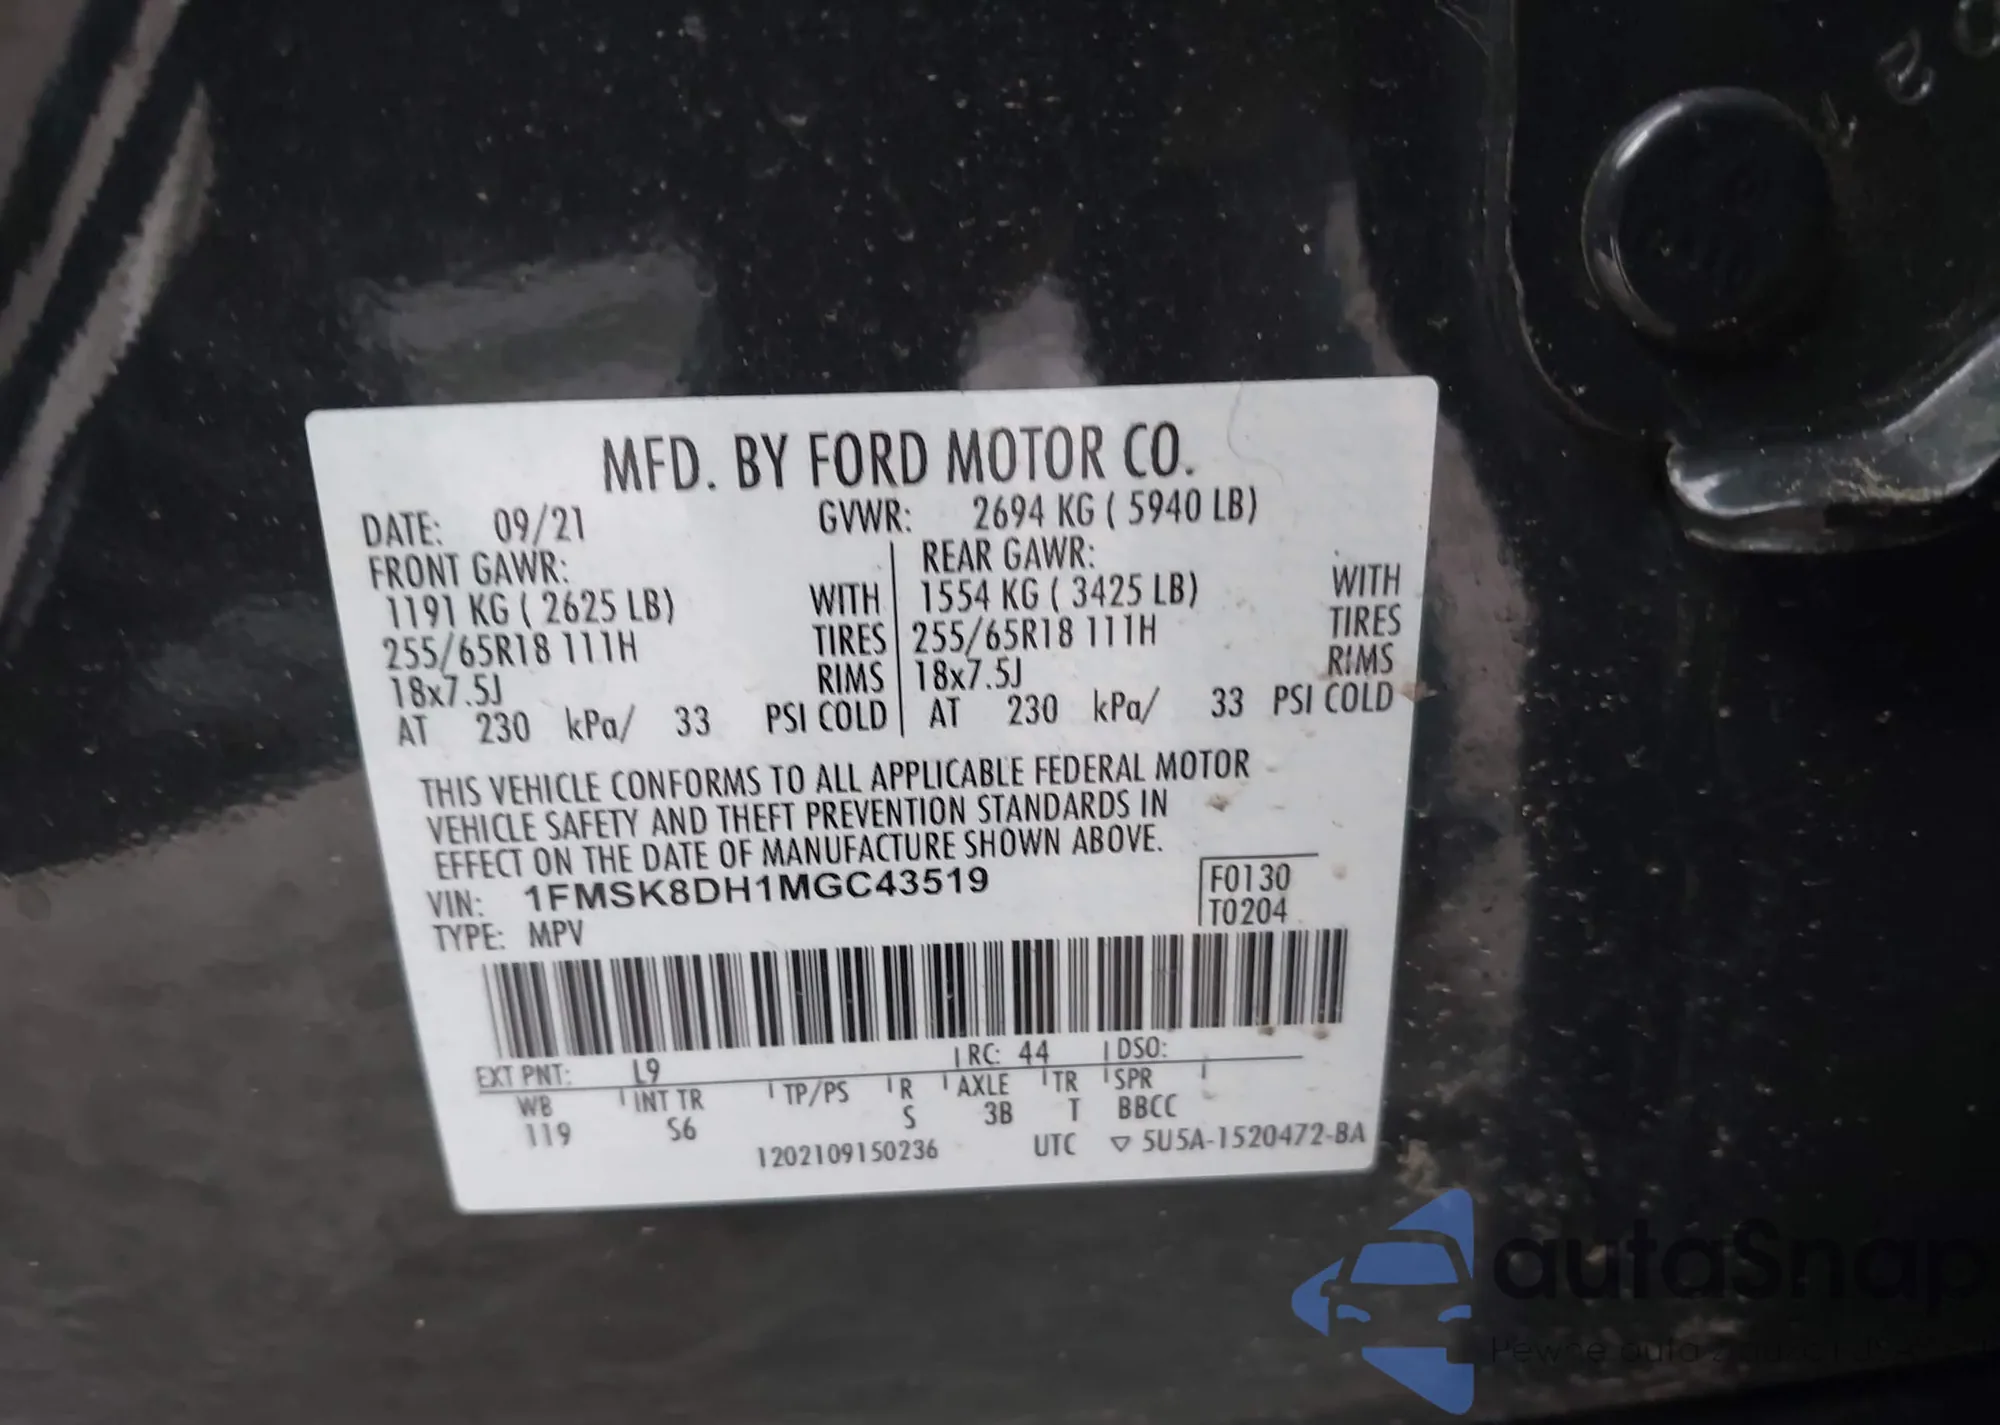 MFD. BY FORD MOTOR CO.
DATE: 09/21 GVWR: 2694 KG ( 5940 LB)
FRONT GAWR: REAR GAWR:
1191 KG ( 2625 LB) WITH 1554 KG ( 3425 LB) WITH
255/65R18 111H TIRES 255/65R18 111H TIRES
18x7.5J RIMS 18x7.5J RIMS
AT 230 kPa/ 33 PSI COLD AT 230 kPa/ 33 PSI COLD
THIS VEHICLE CONFORMS TO ALL APPLICABLE FEDERAL MOTOR
VEHICLE SAFETY AND THEFT PREVENTION STANDARDS IN
EFFECT ON THE DATE OF MANUFACTURE SHOWN ABOVE.
VIN: 1FMSK8DH1MGC43519 F0130
TYPE: MPV T0204
EXT PNT: L9 RC: 44 DSO:
WB INT TR TP/PS R AXLE TR SPR
119 S6 S 3B T BBCC
1202109150236 UTC ▽ 5U5A-1520472-BA
autaSnap
Pewne auta